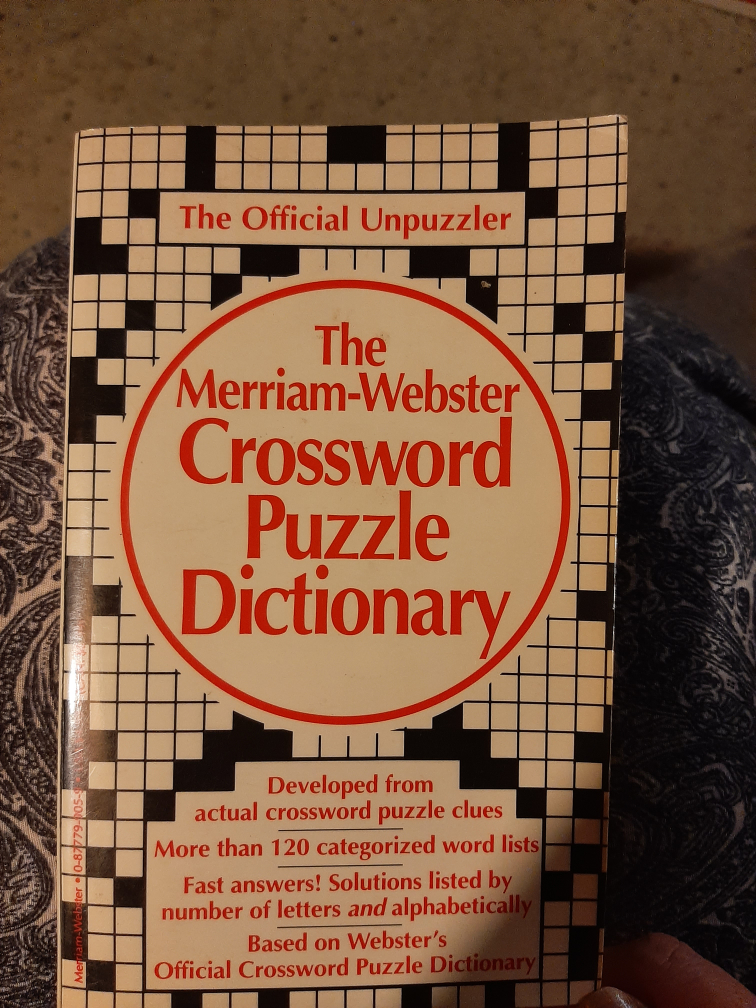 The Official Unpuzzler
The
Merriam-Webster
Crossword
Puzzle
Dictionary
Developed from
actual crossword puzzle clues
More than 120 categorized word lists
Fast answers! Solutions listed by
number of letters and alphabetically
Based on Webster's
Official Crossword Puzzle Dictionary
Merriam-Webster •